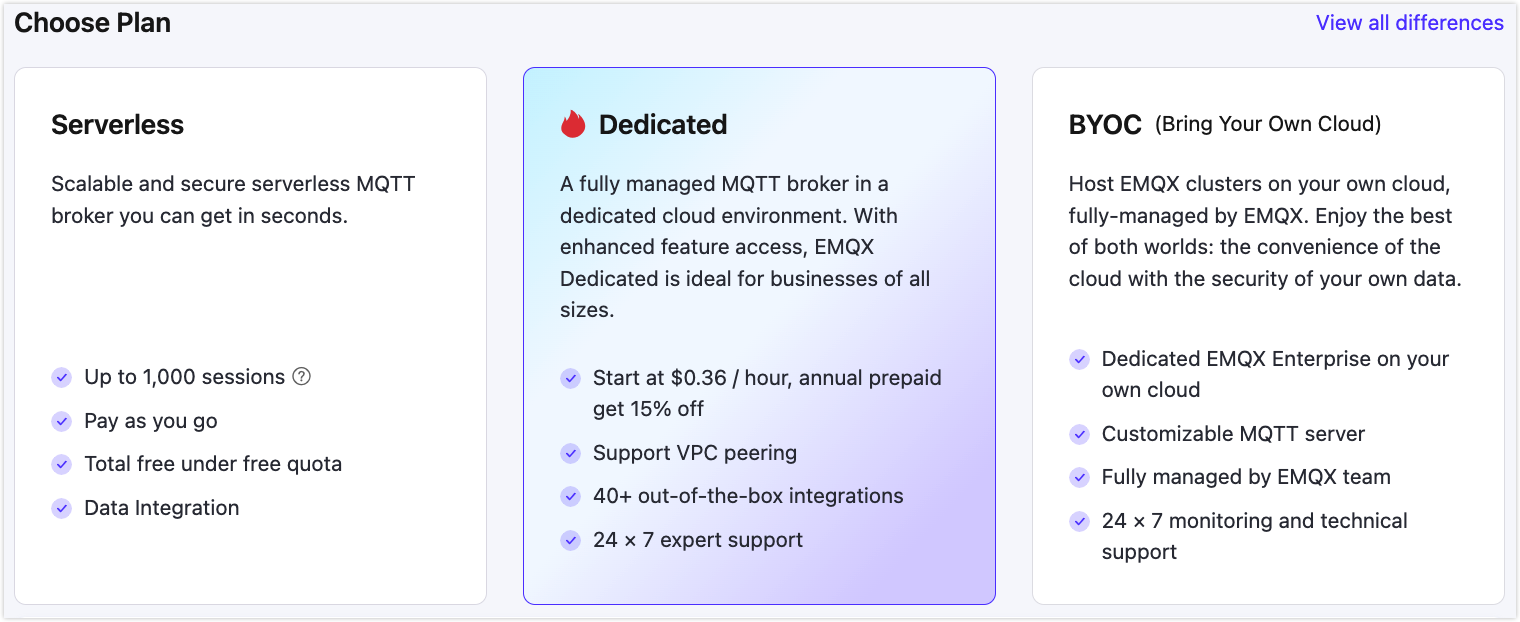 Choose Plan
View all differences
Serverless
Scalable and secure serverless MQTT
broker you can get in seconds.
Up to 1,000 sessions ?
Pay as you go
Total free under free quota
Data Integration
Dedicated
A fully managed MQTT broker in a
dedicated cloud environment. With
enhanced feature access, EMQX
Dedicated is ideal for businesses of all
sizes.
Start at $0.36 / hour, annual prepaid
get 15% off
Support VPC peering
40+ out-of-the-box integrations
24 × 7 expert support
BYOC (Bring Your Own Cloud)
Host EMQX clusters on your own cloud,
fully-managed by EMQX. Enjoy the best
of both worlds: the convenience of the
cloud with the security of your own data.
Dedicated EMQX Enterprise on your
own cloud
Customizable MQTT server
Fully managed by EMQX team
24 × 7 monitoring and technical
support